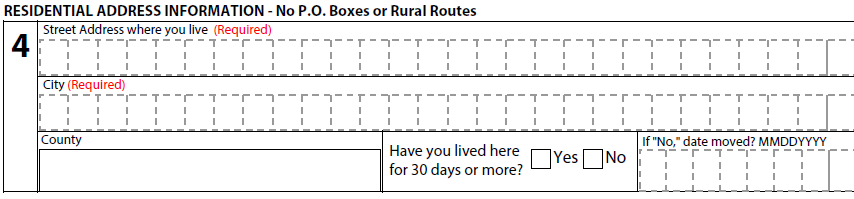 RESIDENTIAL ADDRESS INFORMATION - No P.O. Boxes or Rural Routes
4
Street Address where you live (Required)
City (Required)
County
Have you lived here
for 30 days or more?
Yes
No
If "No," date moved? MMDDYYYY